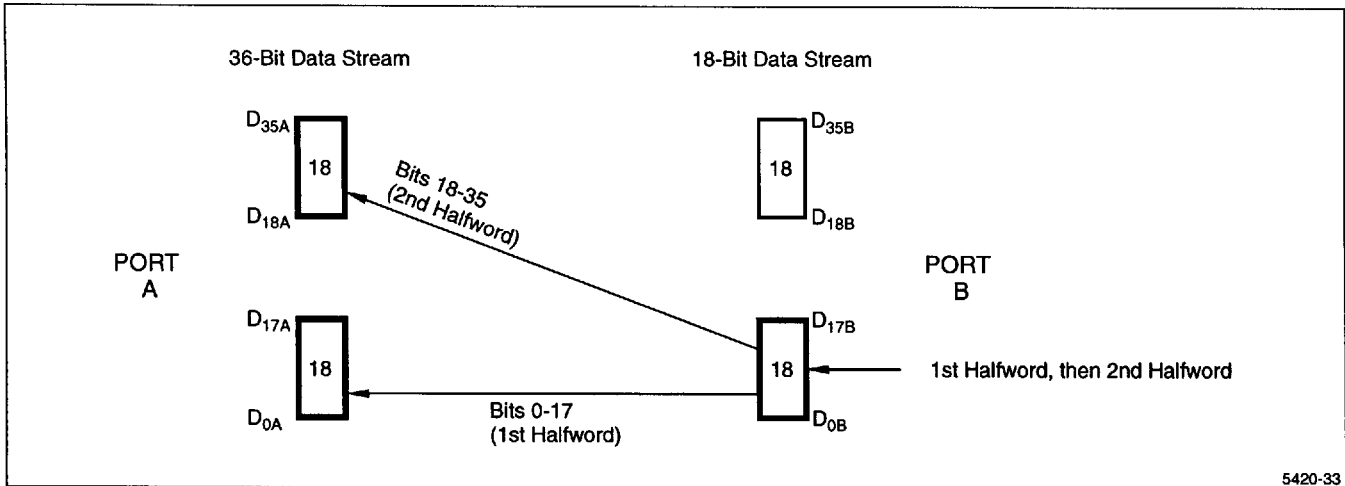 36-Bit Data Stream
18-Bit Data Stream
D35A
18
D18A
Bits 18-35
(2nd Halfword)
D35B
18
D18B
PORT
A
PORT
B
D17A
18
D0A
Bits 0-17
(1st Halfword)
D17B
18
D0B
1st Halfword, then 2nd Halfword
5420-33